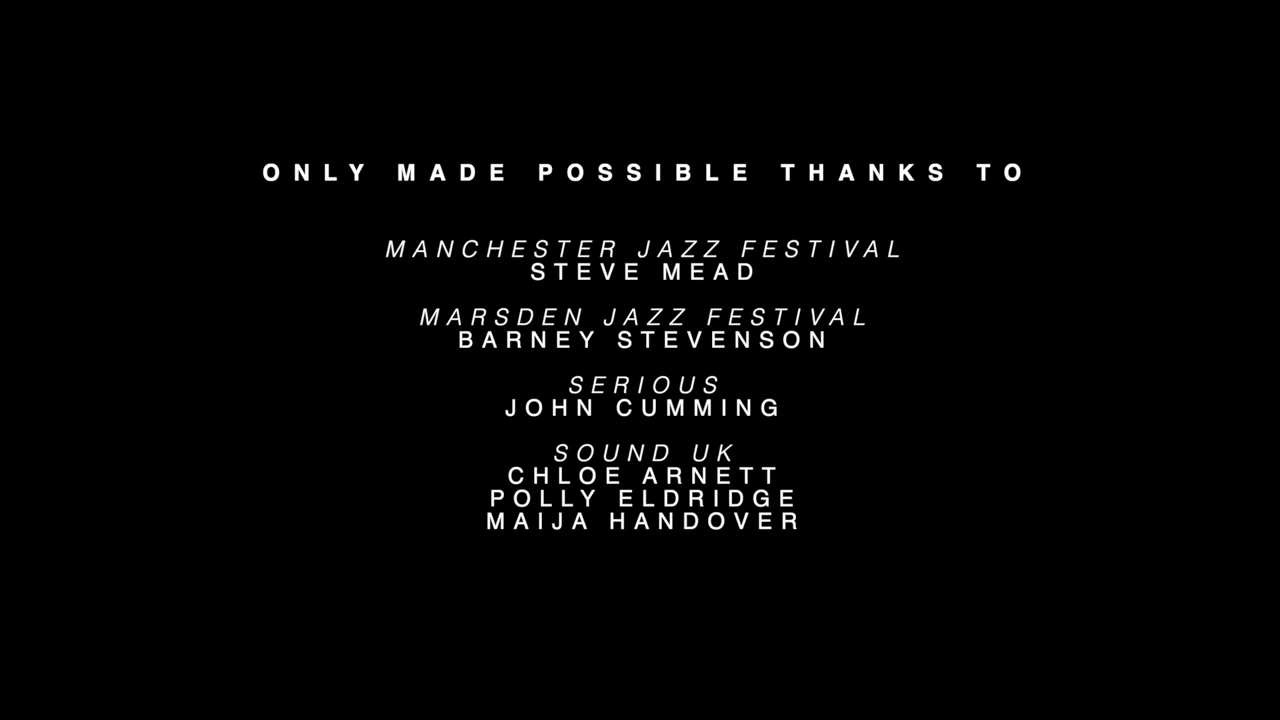 ONLY MADE POSSIBLE THANKS TO
MANCHESTER JAZZ FESTIVAL
STEVE MEAD
MARSDEN JAZZ FESTIVAL
BARNEY STEVENSON
SERIOUS
JOHN CUMMING
SOUND UK
CHLOE ARNETT
POLLY ELDRIDGE
MAIJA HANDOVER